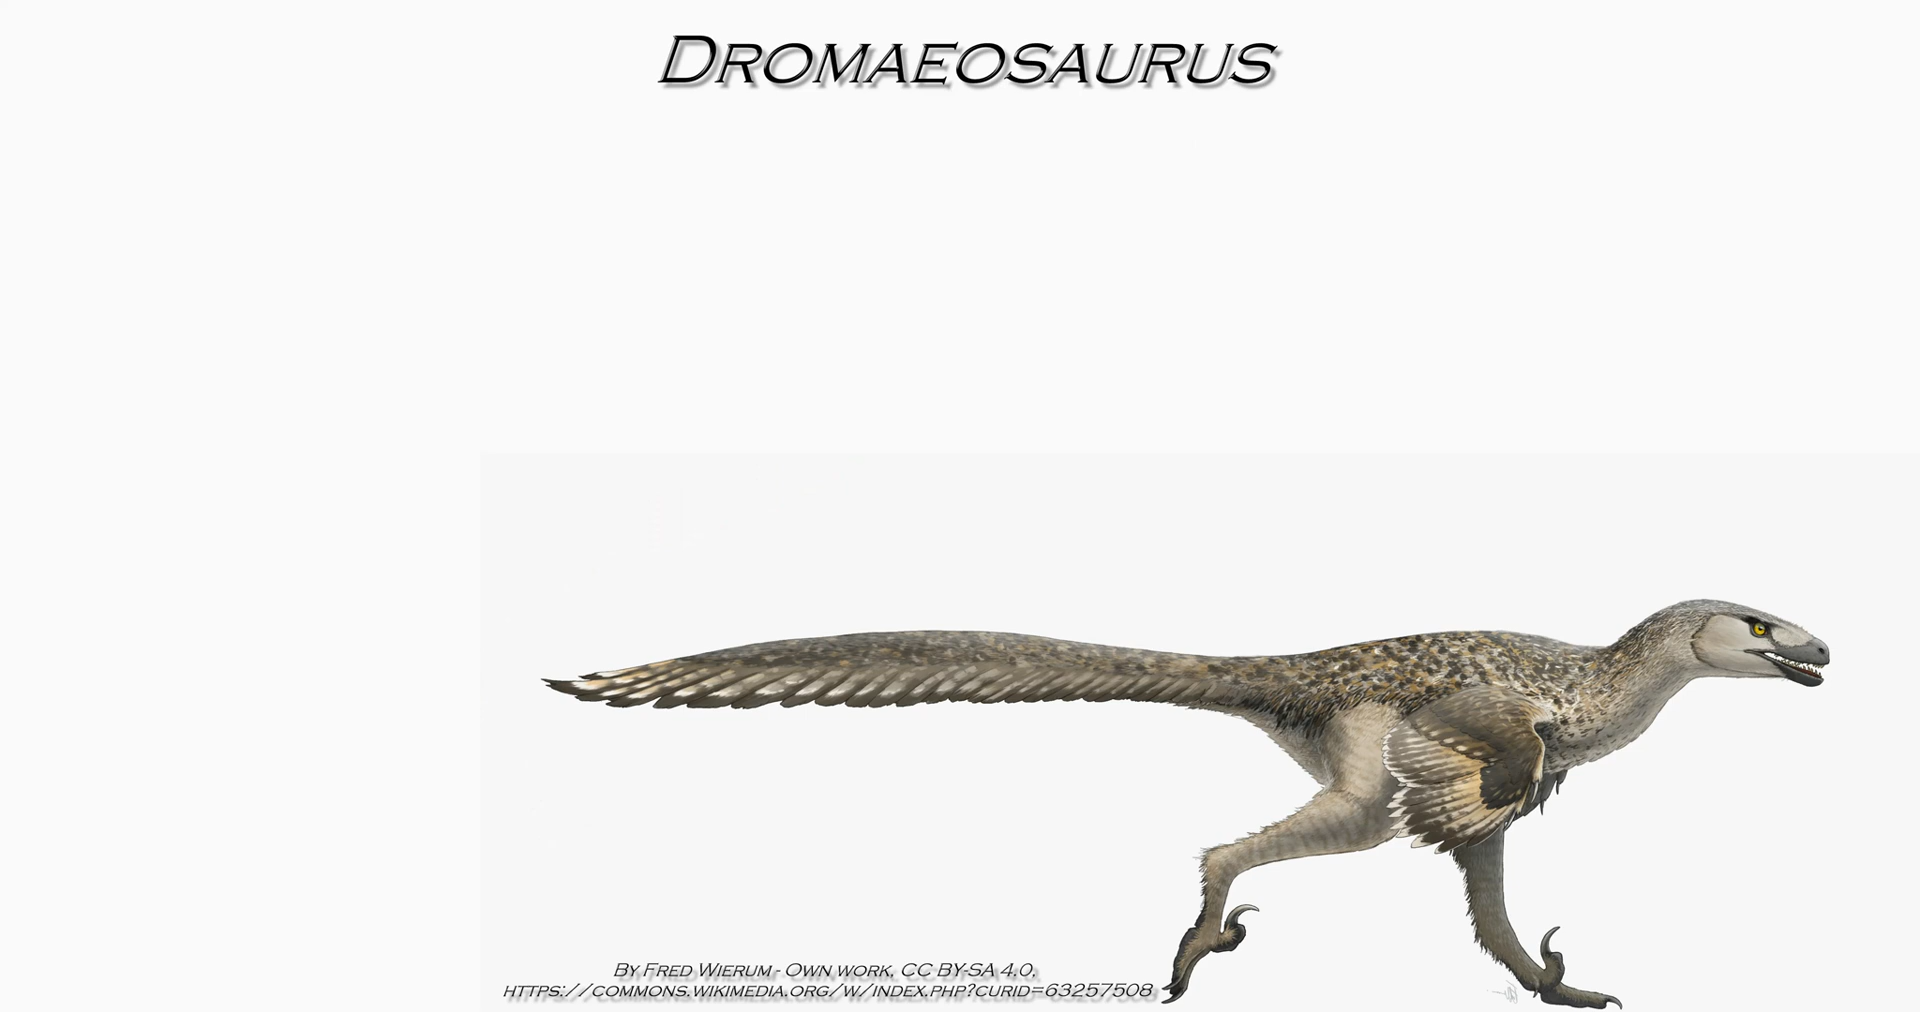 DROMAEOSAURUS
BY FRED WIERUM - OWN WORK, CC BY-SA 4.0,
HTTPS://COMMONS.WIKIMEDIA.ORG/W/INDEX.PHP?CURID=63257508